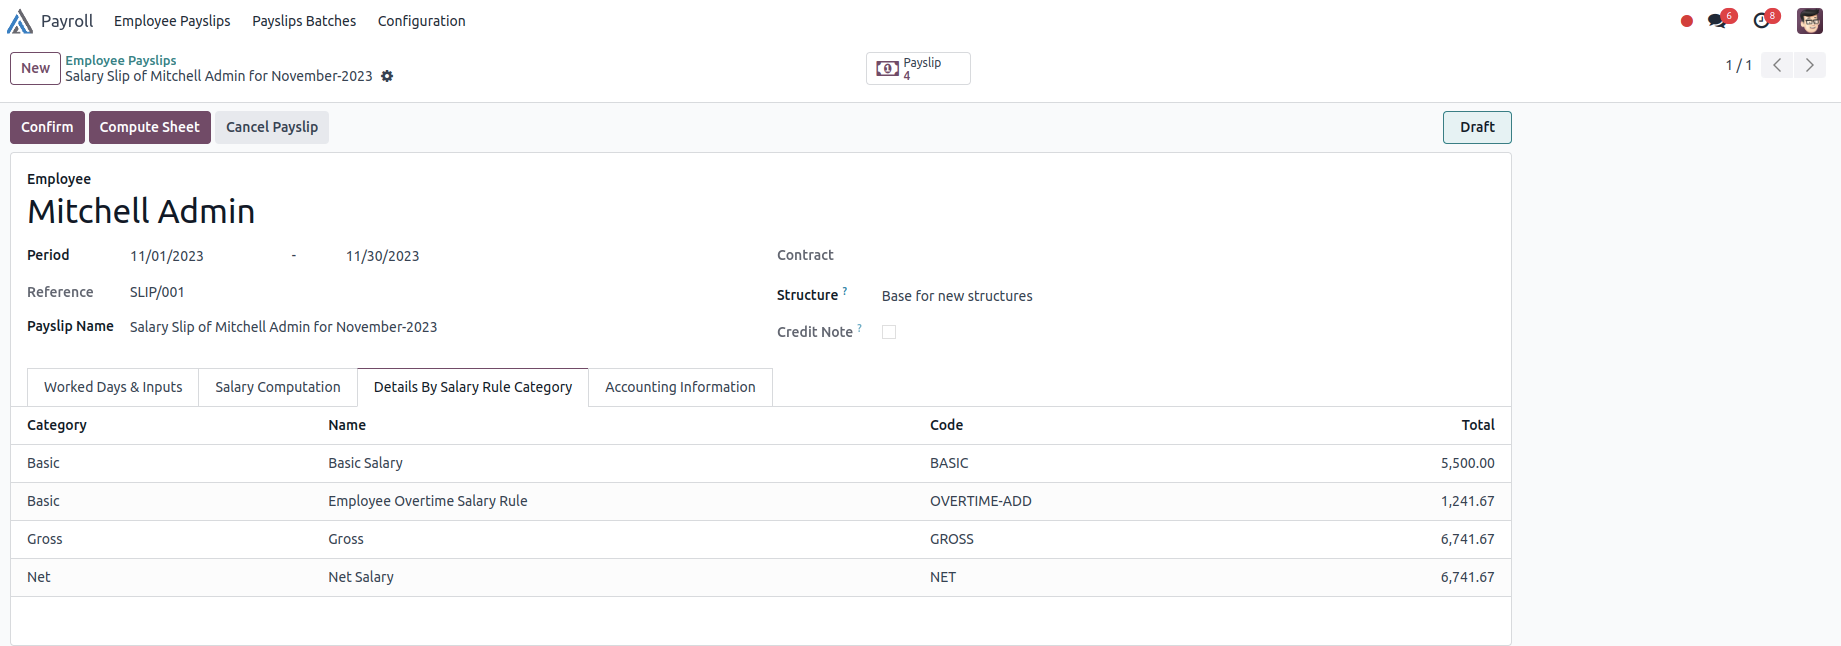 Payroll Employee Payslips Payslips Batches Configuration 6 8
New Employee Payslips
Salary Slip of Mitchell Admin for November-2023
Payslip
4
1 / 1
Confirm Compute Sheet Cancel Payslip Draft
Employee
Mitchell Admin
Period 11/01/2023 - 11/30/2023 Contract
Reference SLIP/001 Structure ? Base for new structures
Payslip Name Salary Slip of Mitchell Admin for November-2023 Credit Note ?
Worked Days & Inputs Salary Computation Details By Salary Rule Category Accounting Information
Category Name Code Total
Basic Basic Salary BASIC 5,500.00
Basic Employee Overtime Salary Rule OVERTIME-ADD 1,241.67
Gross Gross GROSS 6,741.67
Net Net Salary NET 6,741.67